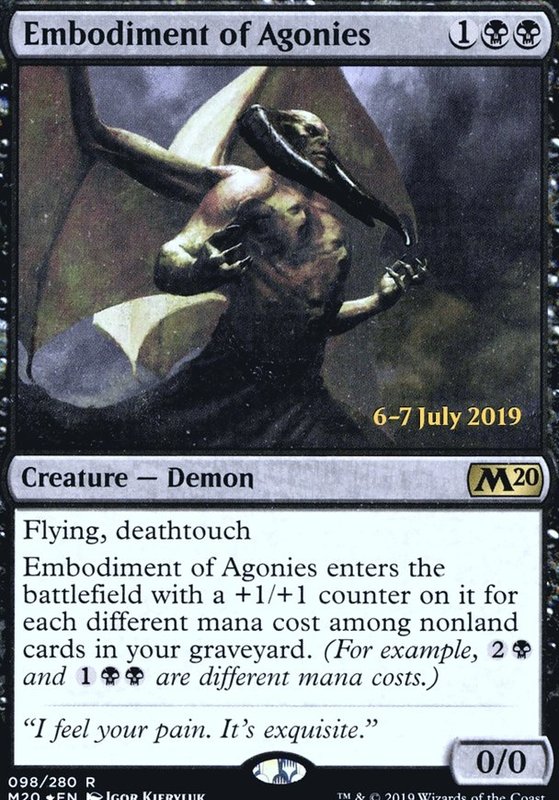 Embodiment of Agonies 1
6–7 July 2019
Creature — Demon M20
Flying, deathtouch
Embodiment of Agonies enters the
battlefield with a +1/+1 counter on it for
each different mana cost among nonland
cards in your graveyard. (For example, 2
and 1 are different mana costs.)
“I feel your pain. It's exquisite.”
0/0
098/280 R
M20 ★ EN Igor Kieryluk
™ & © 2019 Wizards of the Coast